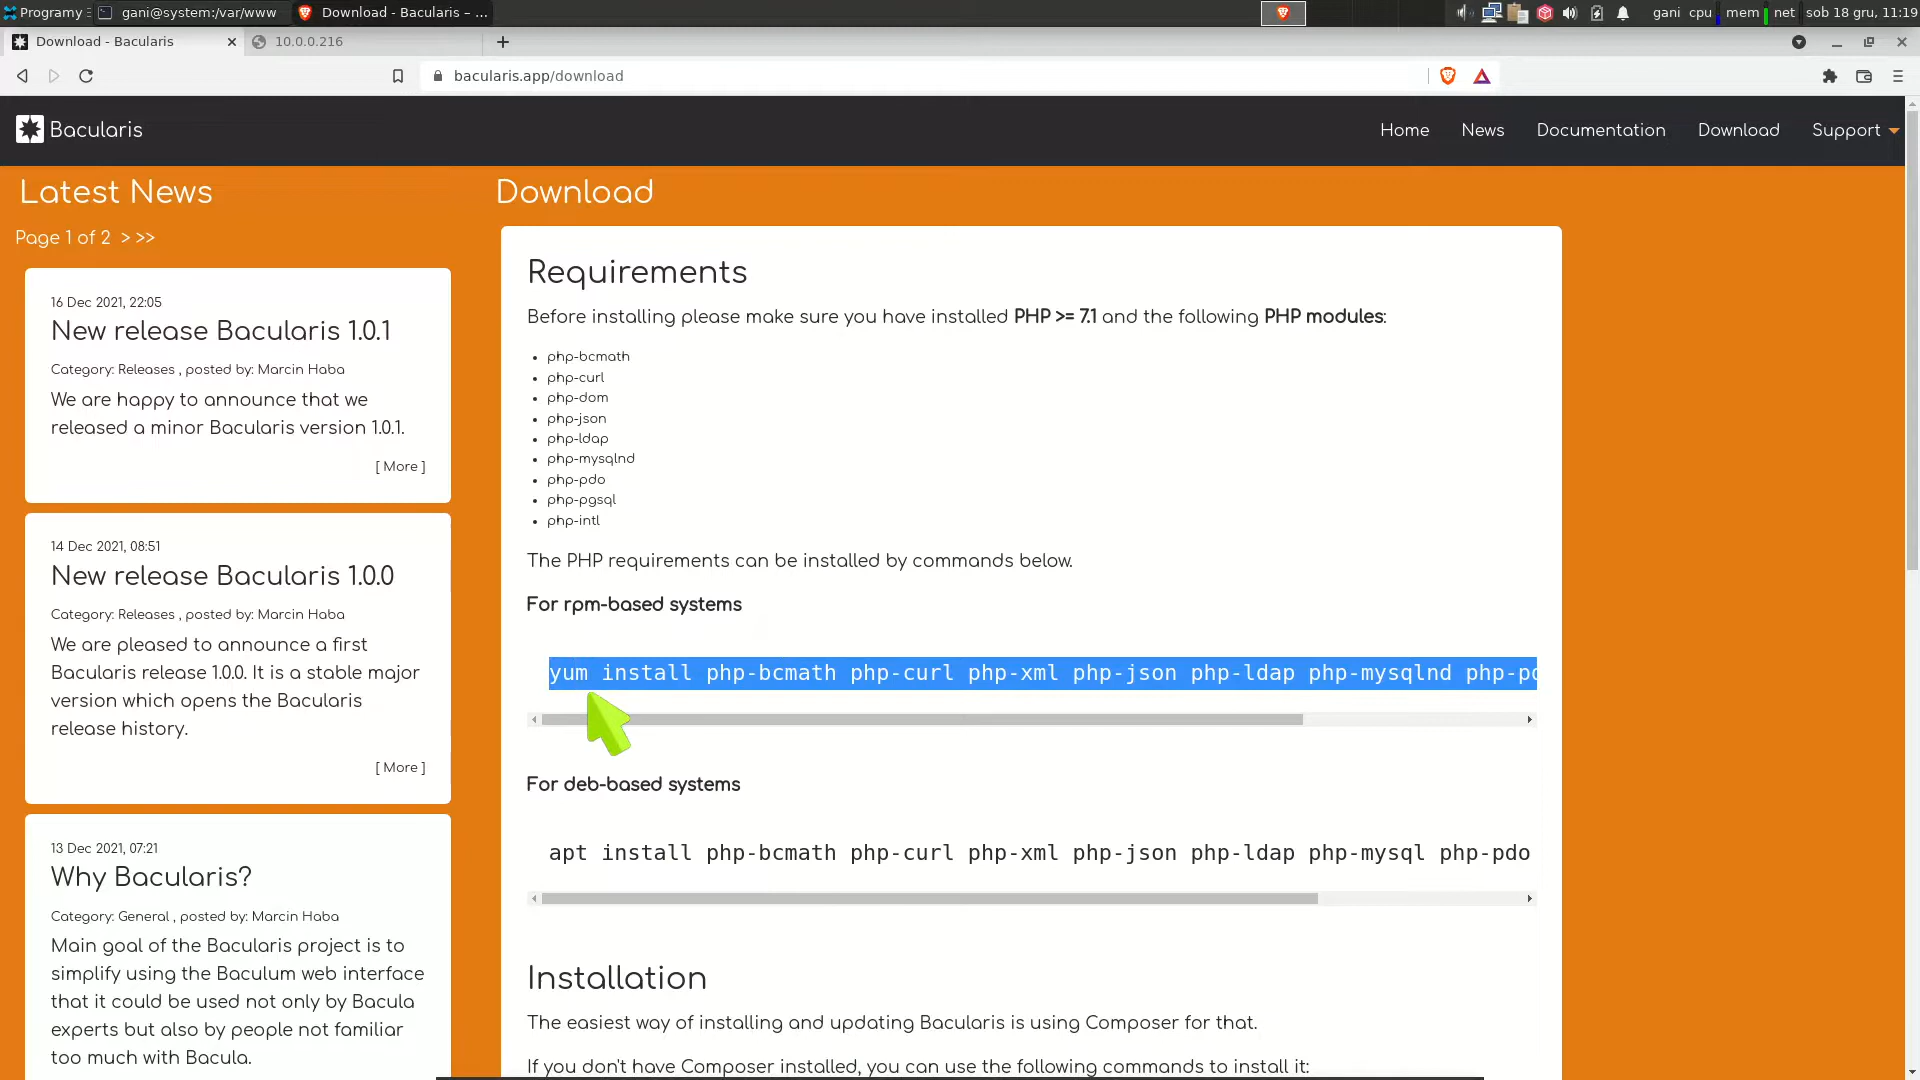 Programy
gani@system:/var/www
Download - Bacularis – ...
gani cpu mem net sob 18 gru, 11:19
Download - Bacularis
10.0.0.216
bacularis.app/download
Bacularis
Home News Documentation Download Support
Latest News
Page 1 of 2 > >>
16 Dec 2021, 22:05
New release Bacularis 1.0.1
Category: Releases , posted by: Marcin Haba
We are happy to announce that we
released a minor Bacularis version 1.0.1.
[ More ]
14 Dec 2021, 08:51
New release Bacularis 1.0.0
Category: Releases , posted by: Marcin Haba
We are pleased to announce a first
Bacularis release 1.0.0. It is a stable major
version which opens the Bacularis
release history.
[ More ]
13 Dec 2021, 07:21
Why Bacularis?
Category: General , posted by: Marcin Haba
Main goal of the Bacularis project is to
simplify using the Baculum web interface
that it could be used not only by Bacula
experts but also by people not familiar
too much with Bacula.
Download
Requirements
Before installing please make sure you have installed PHP >= 7.1 and the following PHP modules:
• php-bcmath
• php-curl
• php-dom
• php-json
• php-ldap
• php-mysqlnd
• php-pdo
• php-pgsql
• php-intl
The PHP requirements can be installed by commands below.
For rpm-based systems
yum install php-bcmath php-curl php-xml php-json php-ldap php-mysqlnd php-pd
For deb-based systems
apt install php-bcmath php-curl php-xml php-json php-ldap php-mysql php-pdo
Installation
The easiest way of installing and updating Bacularis is using Composer for that.
If you don't have Composer installed, you can use the following commands to install it: